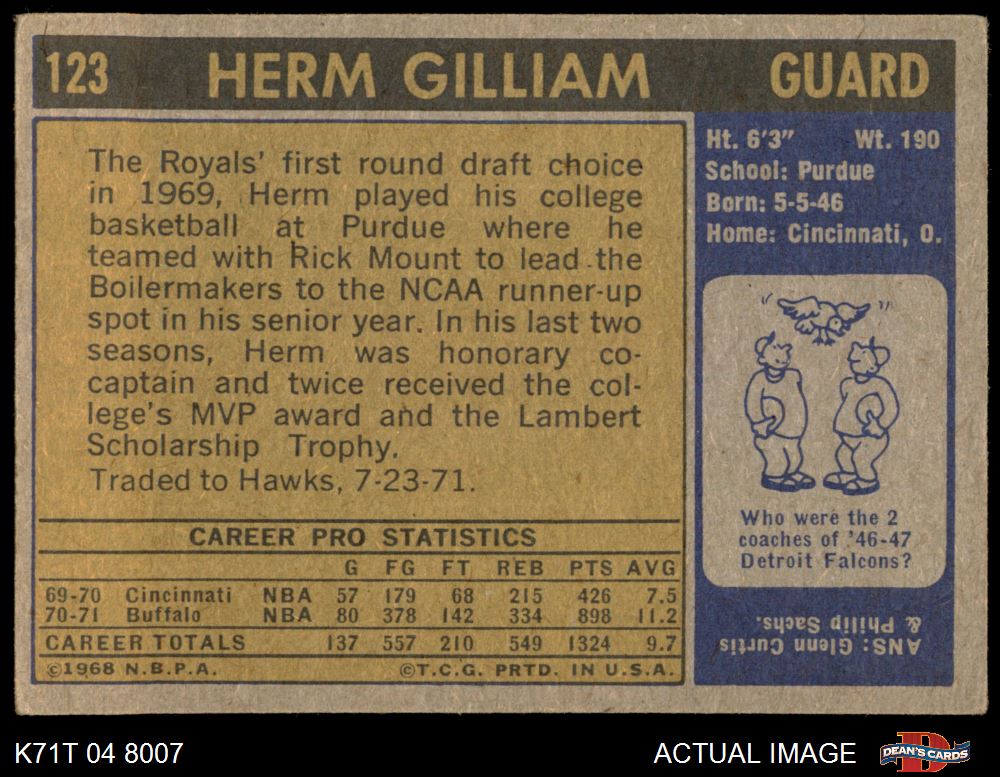 123 HERM GILLIAM GUARD
The Royals' first round draft choice
in 1969, Herm played his college
basketball at Purdue where he
teamed with Rick Mount to lead the
Boilermakers to the NCAA runner-up
spot in his senior year. In his last two
seasons, Herm was honorary co-
captain and twice received the col-
lege's MVP award and the Lambert
Scholarship Trophy.
Traded to Hawks, 7-23-71.
CAREER PRO STATISTICS
G FG FT REB PTS AVG
69-70 Cincinnati NBA 57 179 68 215 426 7.5
70-71 Buffalo NBA 80 378 142 334 898 11.2
CAREER TOTALS 137 557 210 549 1324 9.7
©1968 N.B.P.A. ©T.C.G. PRTD. IN U.S.A.
Ht. 6'3" Wt. 190
School: Purdue
Born: 5-5-46
Home: Cincinnati, O.
Who were the 2
coaches of '46-47
Detroit Falcons?
ANS: Glenn Curtis
& Philip Sachs.
K71T 04 8007 ACTUAL IMAGE DEAN'S CARDS